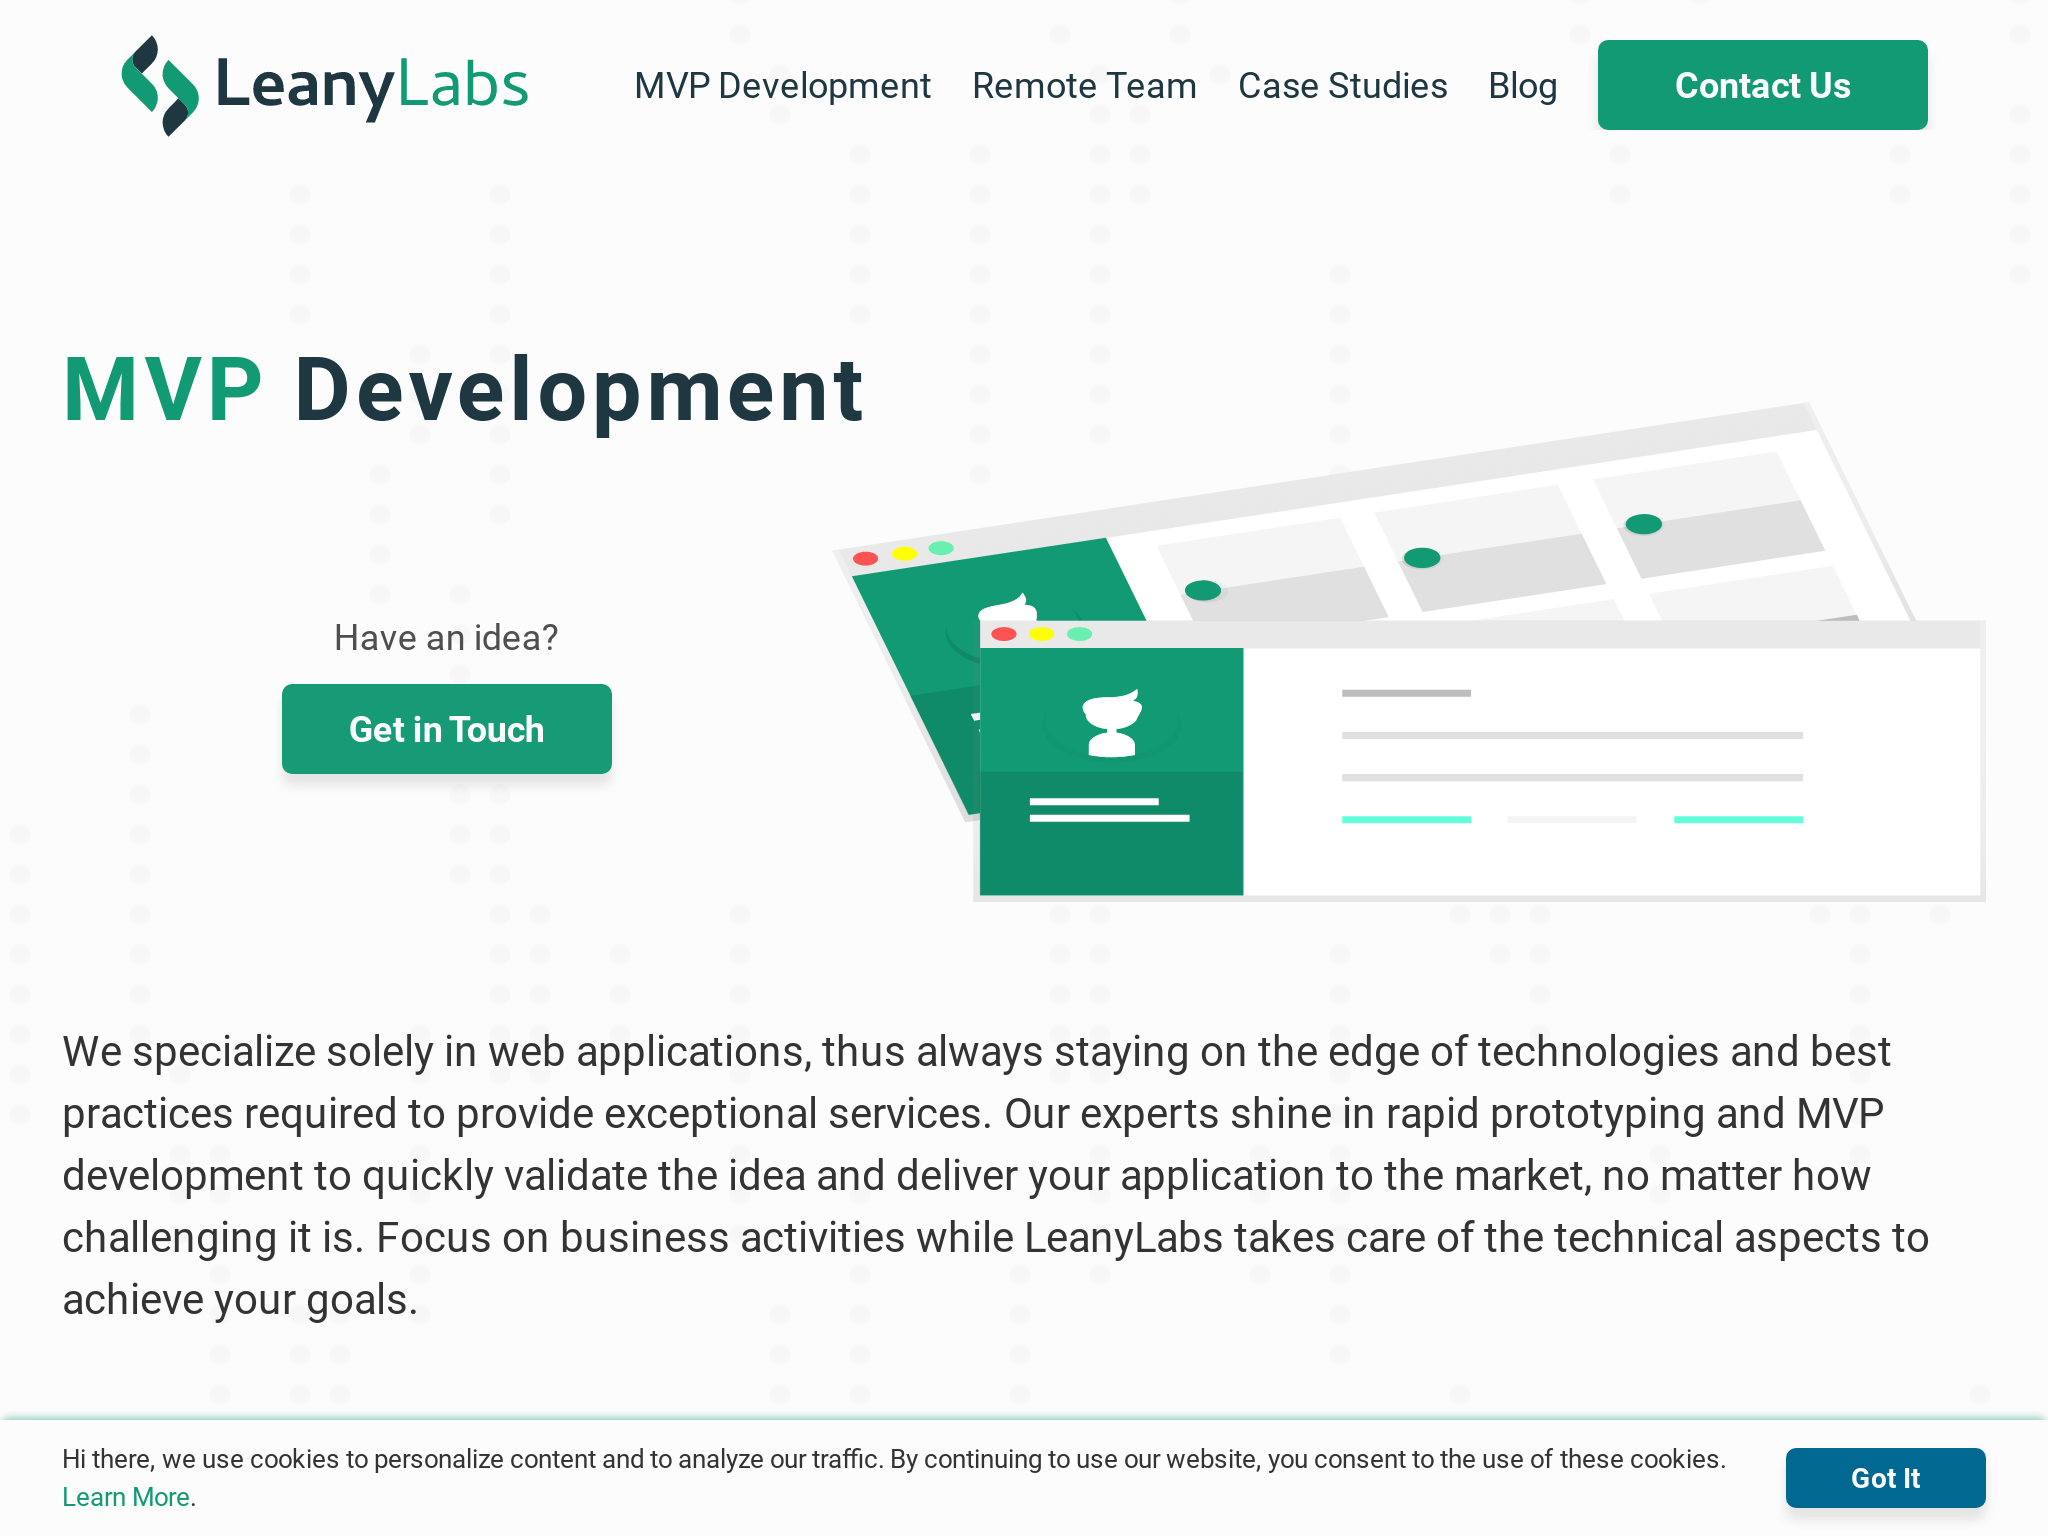 LeanyLabs
MVP Development
Remote Team
Case Studies
Blog
Contact Us
MVP Development
Have an idea?
Get in Touch
We specialize solely in web applications, thus always staying on the edge of technologies and best
practices required to provide exceptional services. Our experts shine in rapid prototyping and MVP
development to quickly validate the idea and deliver your application to the market, no matter how
challenging it is. Focus on business activities while LeanyLabs takes care of the technical aspects to
achieve your goals.
Hi there, we use cookies to personalize content and to analyze our traffic. By continuing to use our website, you consent to the use of these cookies.
Learn More.
Got It